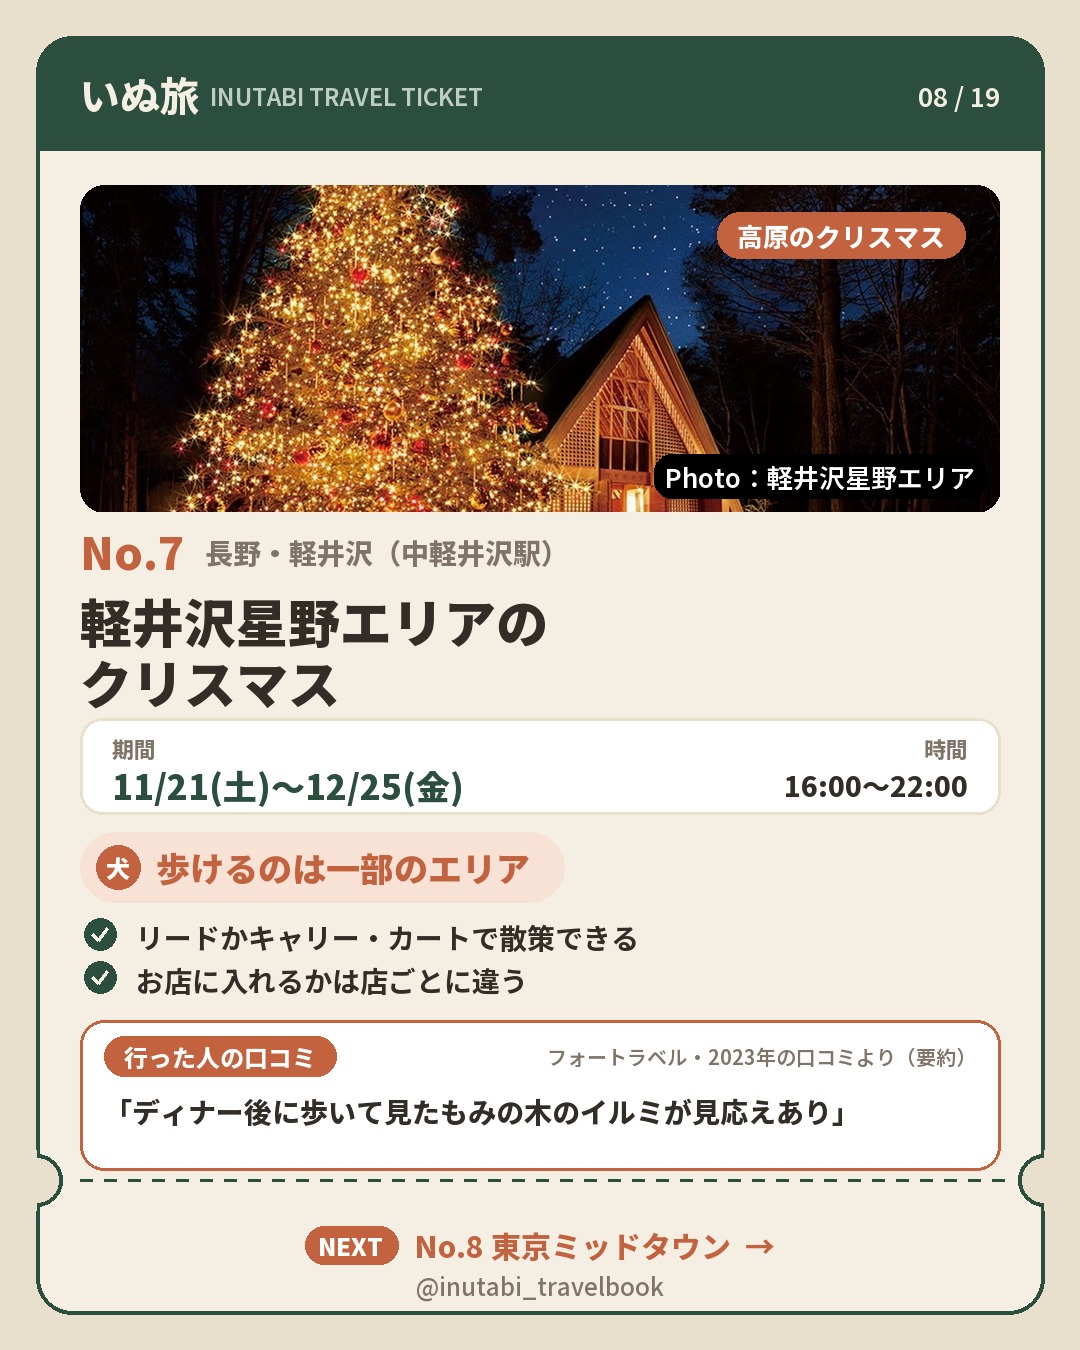 いぬ旅 INUTABI TRAVEL TICKET 08 / 19
高原のクリスマス
Photo：軽井沢星野エリア
No.7 長野・軽井沢（中軽井沢駅）
軽井沢星野エリアの
クリスマス
期間 時間
11/21(土)〜12/25(金) 16:00〜22:00
犬 歩けるのは一部のエリア
リードかキャリー・カートで散策できる
お店に入れるかは店ごとに違う
行った人の口コミ フォートラベル・2023年の口コミより（要約）
「ディナー後に歩いて見たもみの木のイルミが見応えあり」
NEXT No.8 東京ミッドタウン →
@inutabi_travelbook